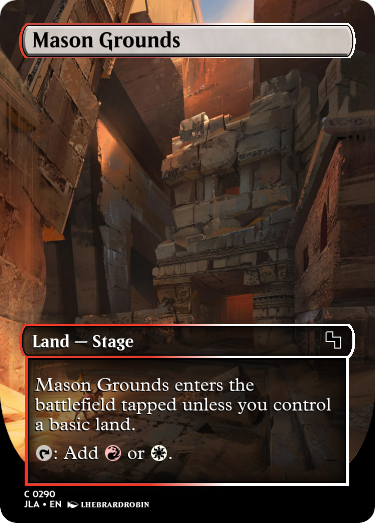 Mason Grounds
Land — Stage
Mason Grounds enters the
battlefield tapped unless you control
a basic land.
: Add or .
C 0290
JLA • EN LHEBRARDROBIN